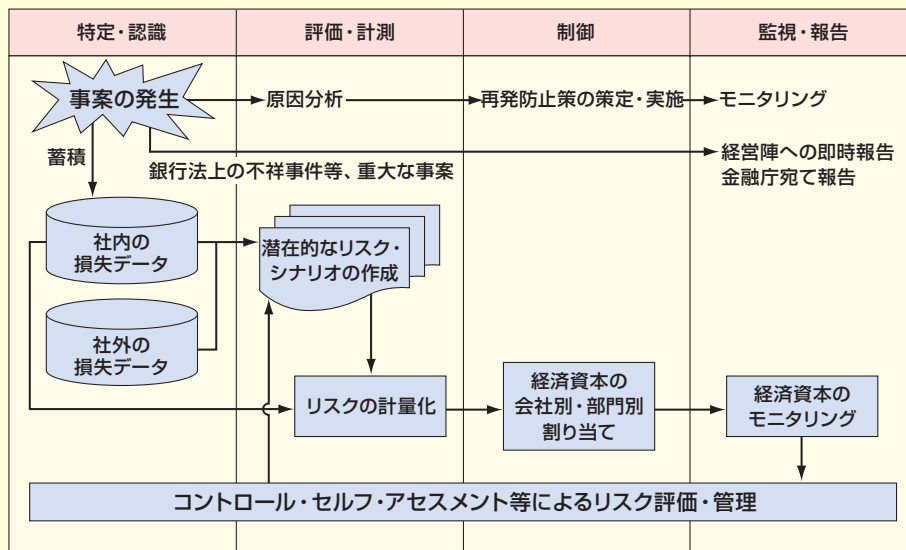 特定・認識
評価・計測
制御
監視・報告
事案の発生
原因分析
再発防止策の策定・実施
モニタリング
蓄積
銀行法上の不祥事件等、重大な事案
経営陣への即時報告
金融庁宛て報告
社内の
損失データ
潜在的なリスク・
シナリオの作成
社外の
損失データ
リスクの計量化
経済資本の
会社別・部門別
割り当て
経済資本の
モニタリング
コントロール・セルフ・アセスメント等によるリスク評価・管理